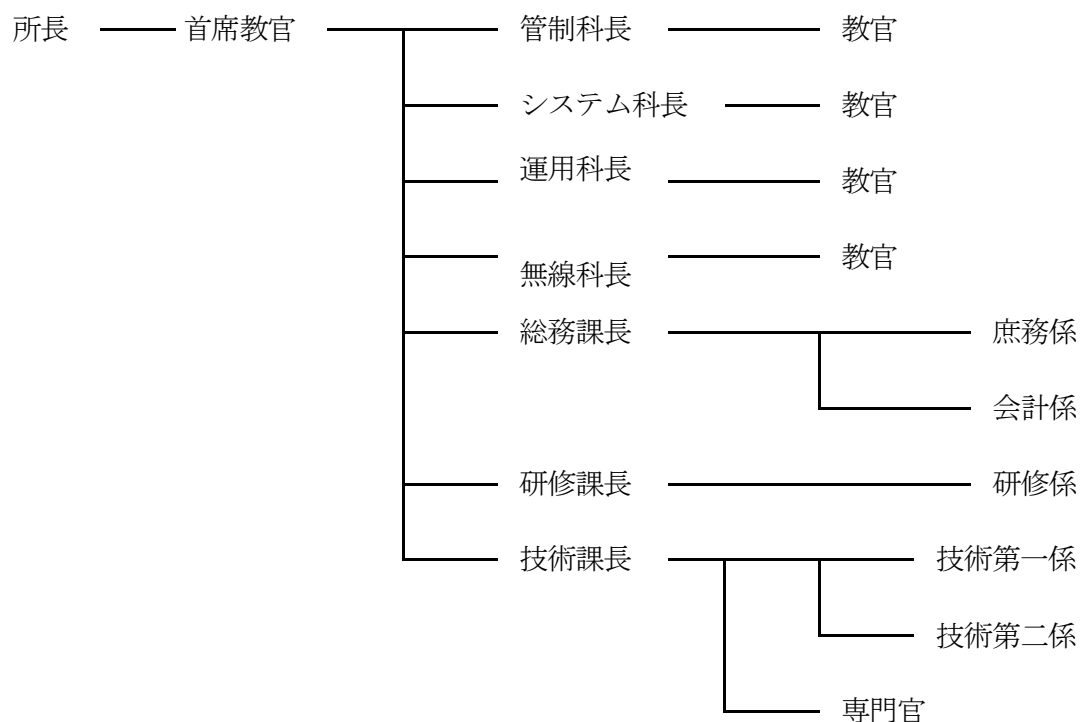 所長 首席教官 管制科長 教官
システム科長 教官
運用科長 教官
無線科長 教官
総務課長 庶務係
会計係
研修課長 研修係
技術課長 技術第一係
技術第二係
専門官